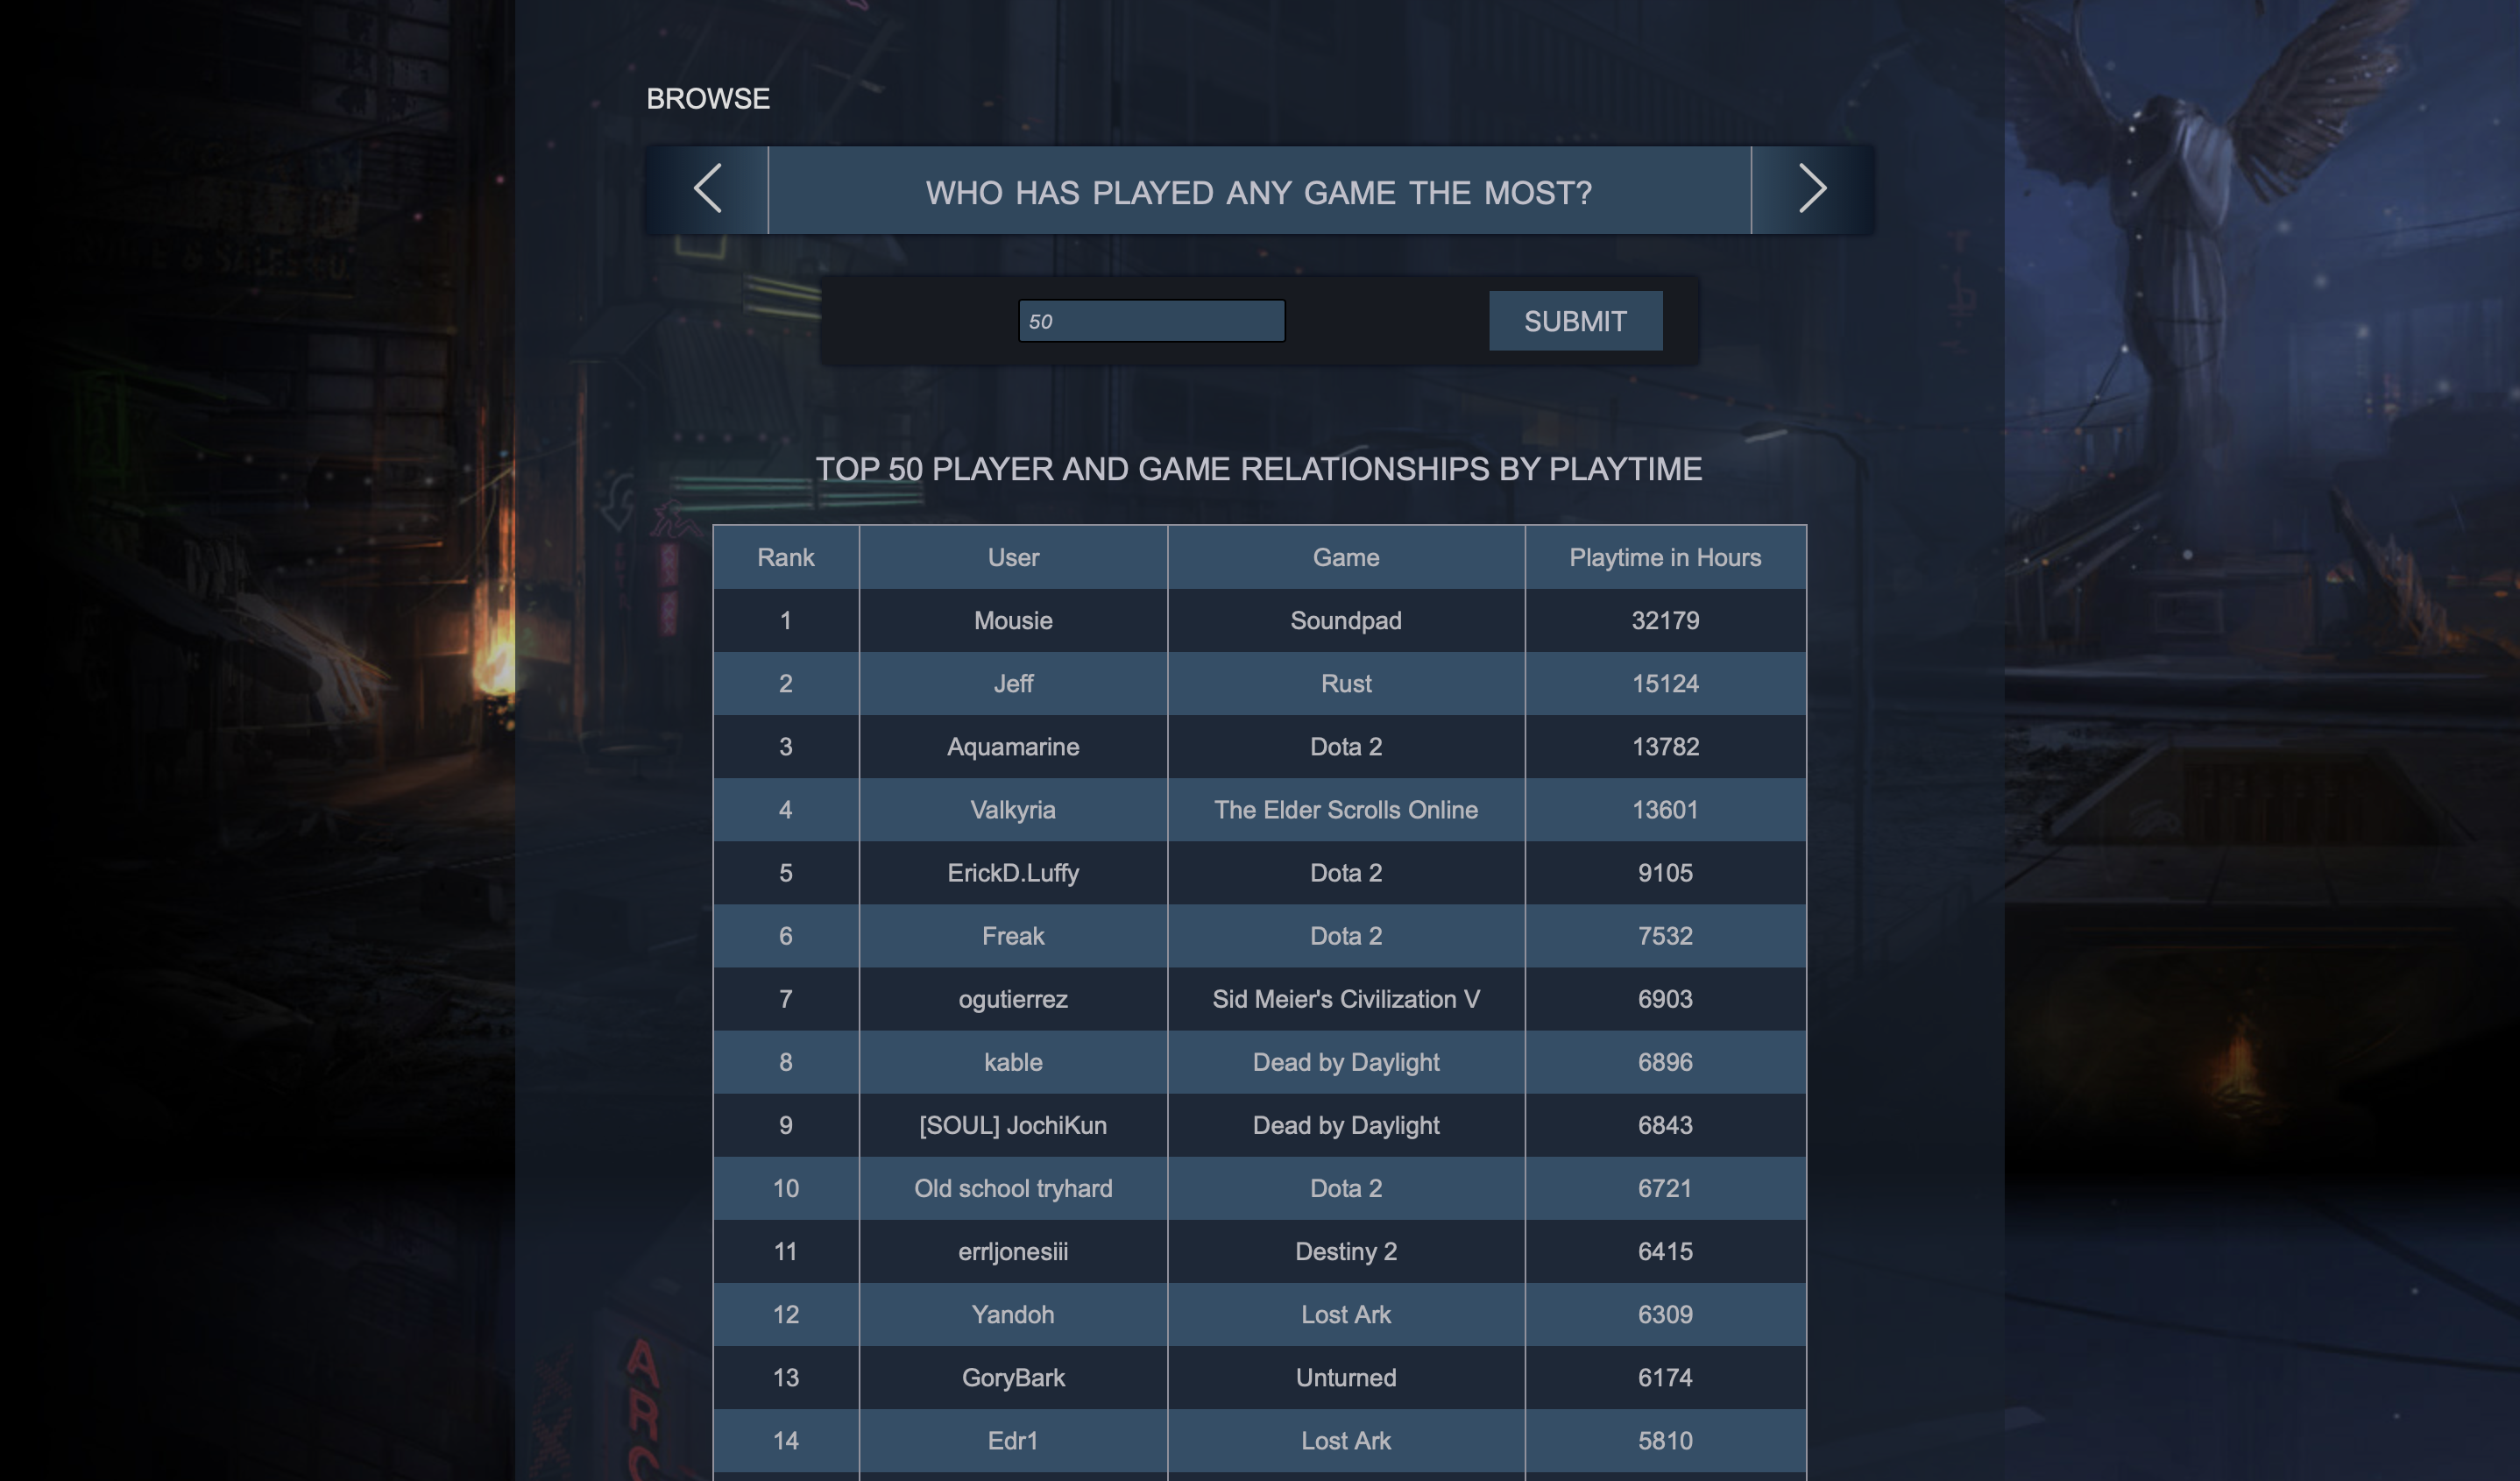 BROWSE
WHO HAS PLAYED ANY GAME THE MOST?
50
SUBMIT
TOP 50 PLAYER AND GAME RELATIONSHIPS BY PLAYTIME
Rank User Game Playtime in Hours
1 Mousie Soundpad 32179
2 Jeff Rust 15124
3 Aquamarine Dota 2 13782
4 Valkyria The Elder Scrolls Online 13601
5 ErickD.Luffy Dota 2 9105
6 Freak Dota 2 7532
7 ogutierrez Sid Meier's Civilization V 6903
8 kable Dead by Daylight 6896
9 [SOUL] JochiKun Dead by Daylight 6843
10 Old school tryhard Dota 2 6721
11 errljonesiii Destiny 2 6415
12 Yandoh Lost Ark 6309
13 GoryBark Unturned 6174
14 Edr1 Lost Ark 5810